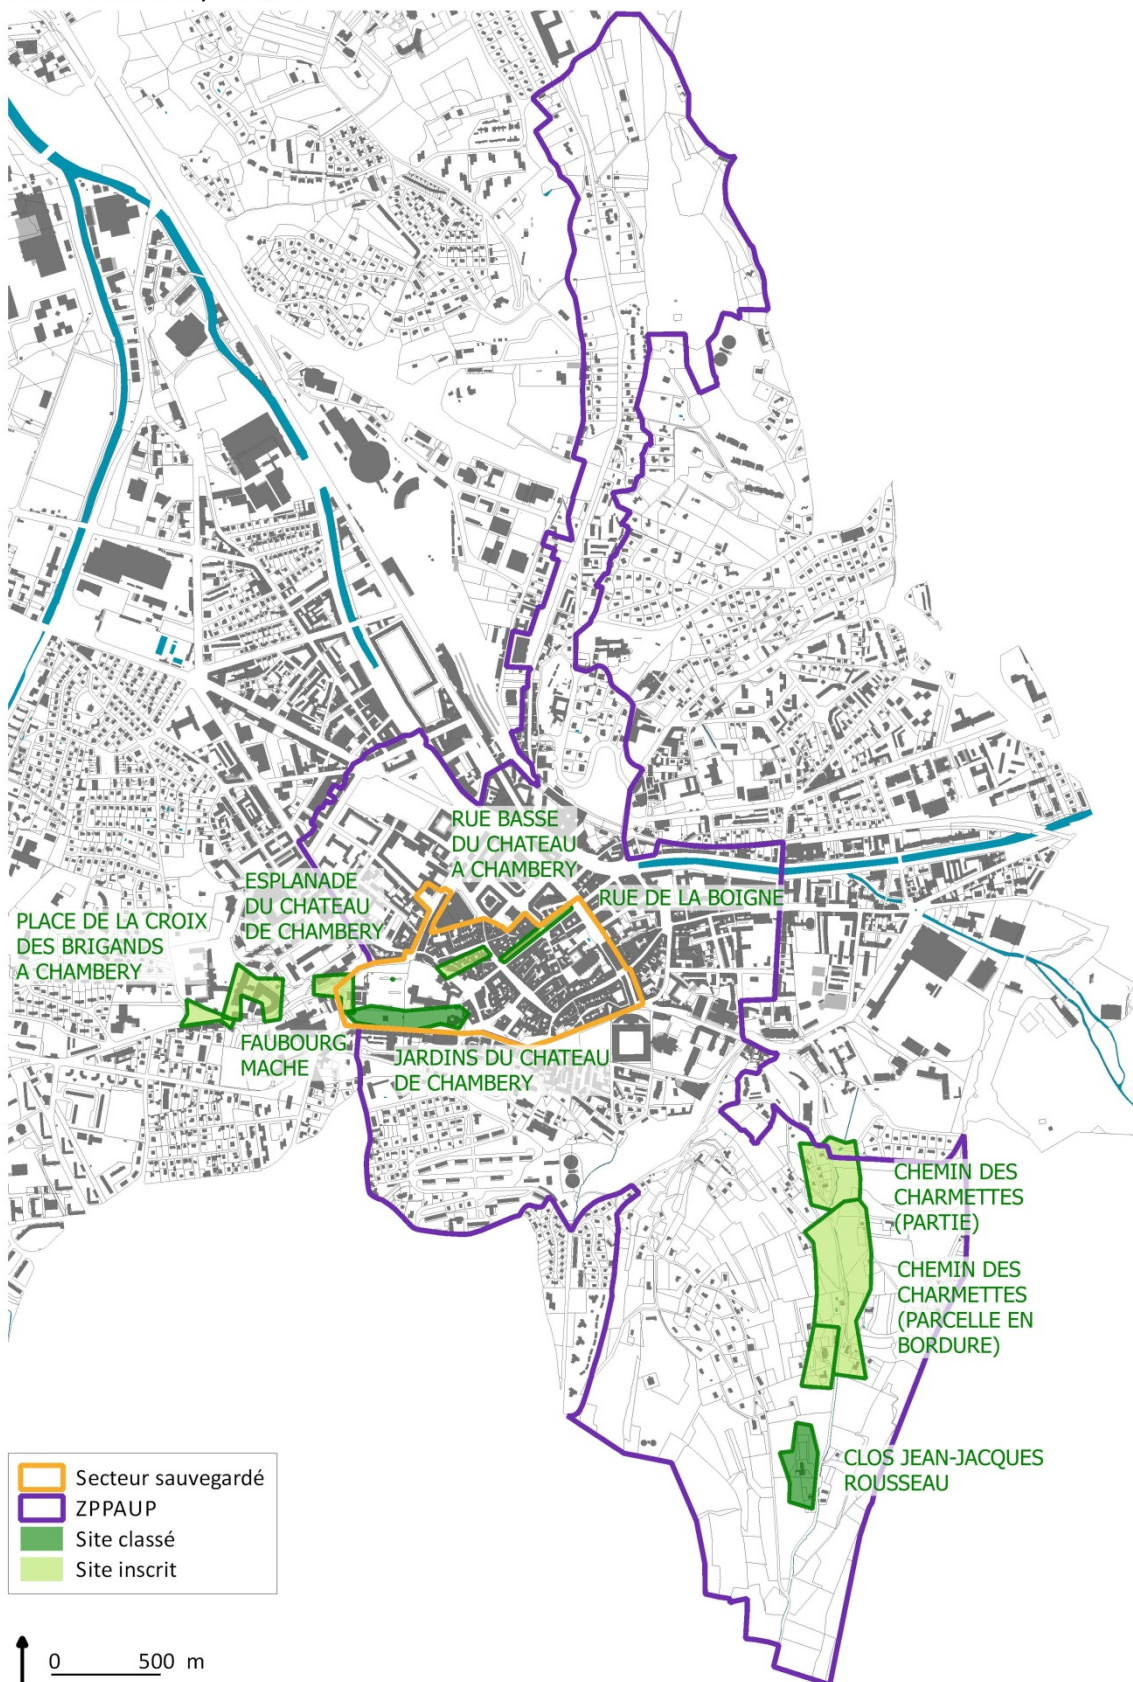 RUE BASSE
DU CHATEAU
A CHAMBERY
ESPLANADE
DU CHATEAU
DE CHAMBERY
RUE DE LA BOIGNE
PLACE DE LA CROIX
DES BRIGANDS
A CHAMBERY
FAUBOURG
MACHE
JARDINS DU CHATEAU
DE CHAMBERY
CHEMIN DES
CHARMETTES
(PARTIE)
CHEMIN DES
CHARMETTES
(PARCELLE EN
BORDURE)
CLOS JEAN-JACQUES
ROUSSEAU
Secteur sauvegardé
ZPPAUP
Site classé
Site inscrit
0 500 m